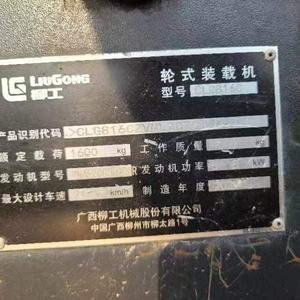 LIUGONG
柳工
轮式装载机
型号 CLG816C
产品识别代码 >CLG816CZV
额定载荷 1600 kg 工作质量 kg
发动机型号 发动机功率 kW
最大设计车速 km/h 制造年度
广西柳工机械股份有限公司
中国广西柳州市柳太路1号